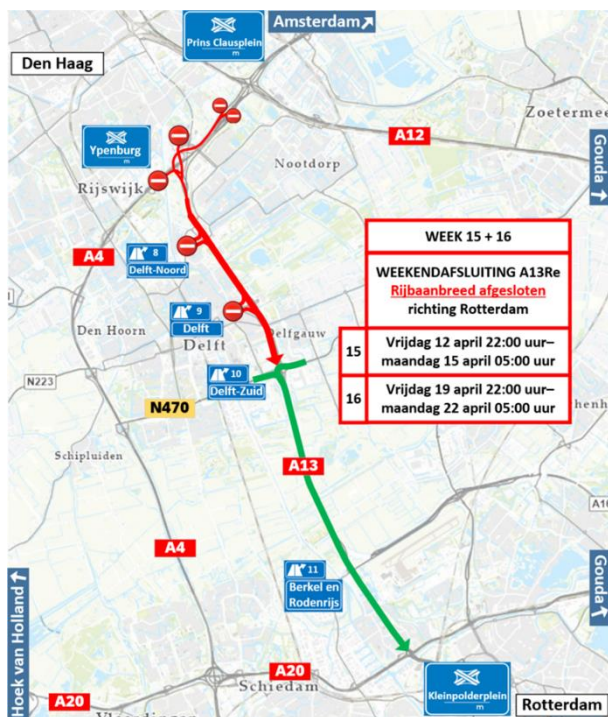 Prins Clausplein
m
Amsterdam
Den Haag
Zoetermee
A12
Ypenburg
m
Nootdorp
Gouda
Rijswijk
A4
8
Delft-Noord
WEEK 15 + 16
WEEKENDAFSLUITING A13Re
Rijbaanbreed afgesloten
richting Rotterdam
15 Vrijdag 12 april 22:00 uur–
maandag 15 april 05:00 uur
16 Vrijdag 19 april 22:00 uur–
maandag 22 april 05:00 uur
9
Delft
Den Hoorn
Delft
Delfgauw
10
Delft-Zuid
N223
N470
henh
Schipluiden
A13
A16
A4
11
Berkel en
Rodenrijs
Gouda
Hoek van Holland
A20
Schiedam
Kleinpolderplein
m
A20
Vlaardingen
Rotterdam